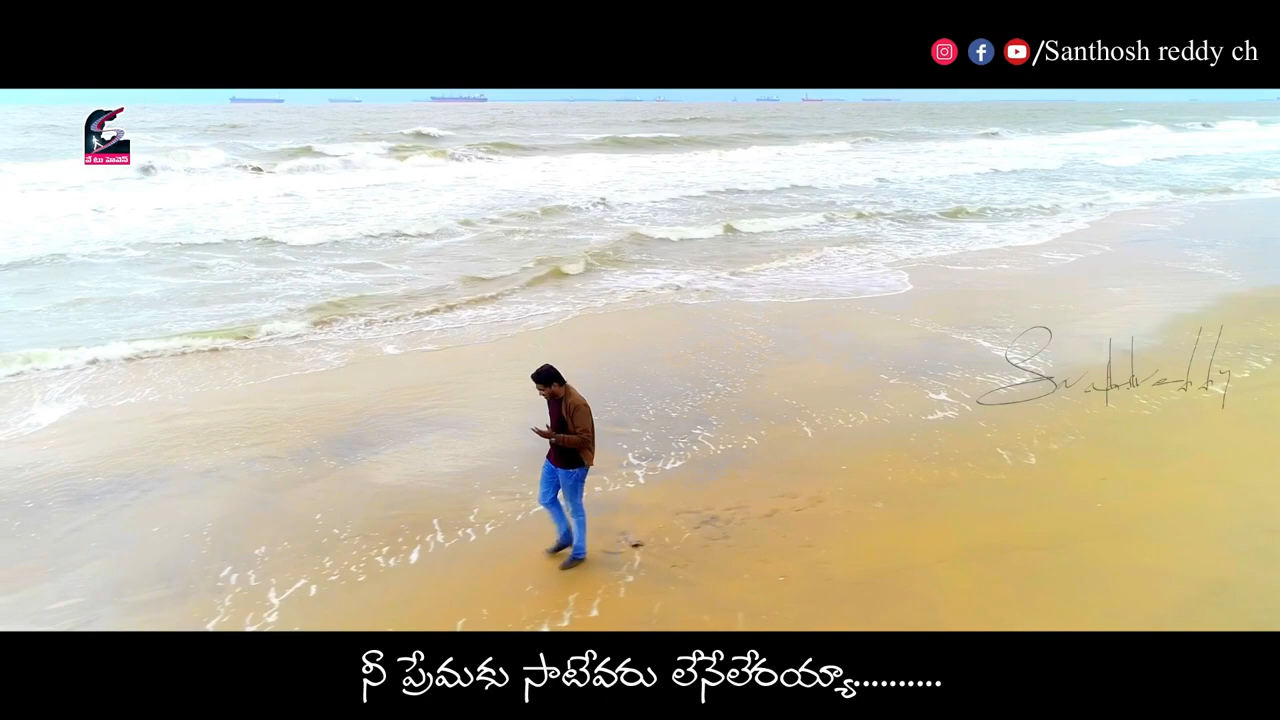 /Santhosh reddy ch
వే టు హెవెన్
నీ ప్రేమకు సాటేవరు లేనేలేరయ్యా..........